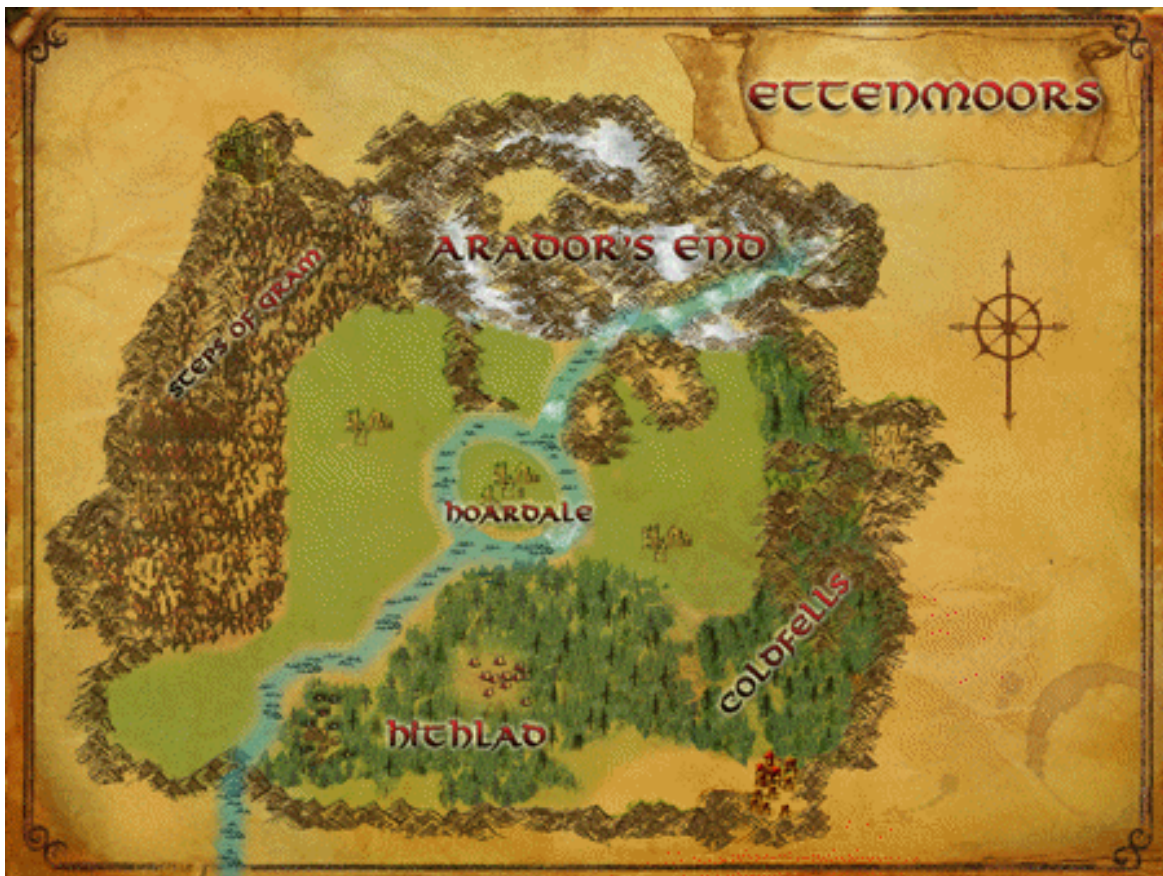 ETTENMOORS
ARADOR'S END
STEPS OF GRAM
HOARDALE
COLDFELLS
HITHLAD